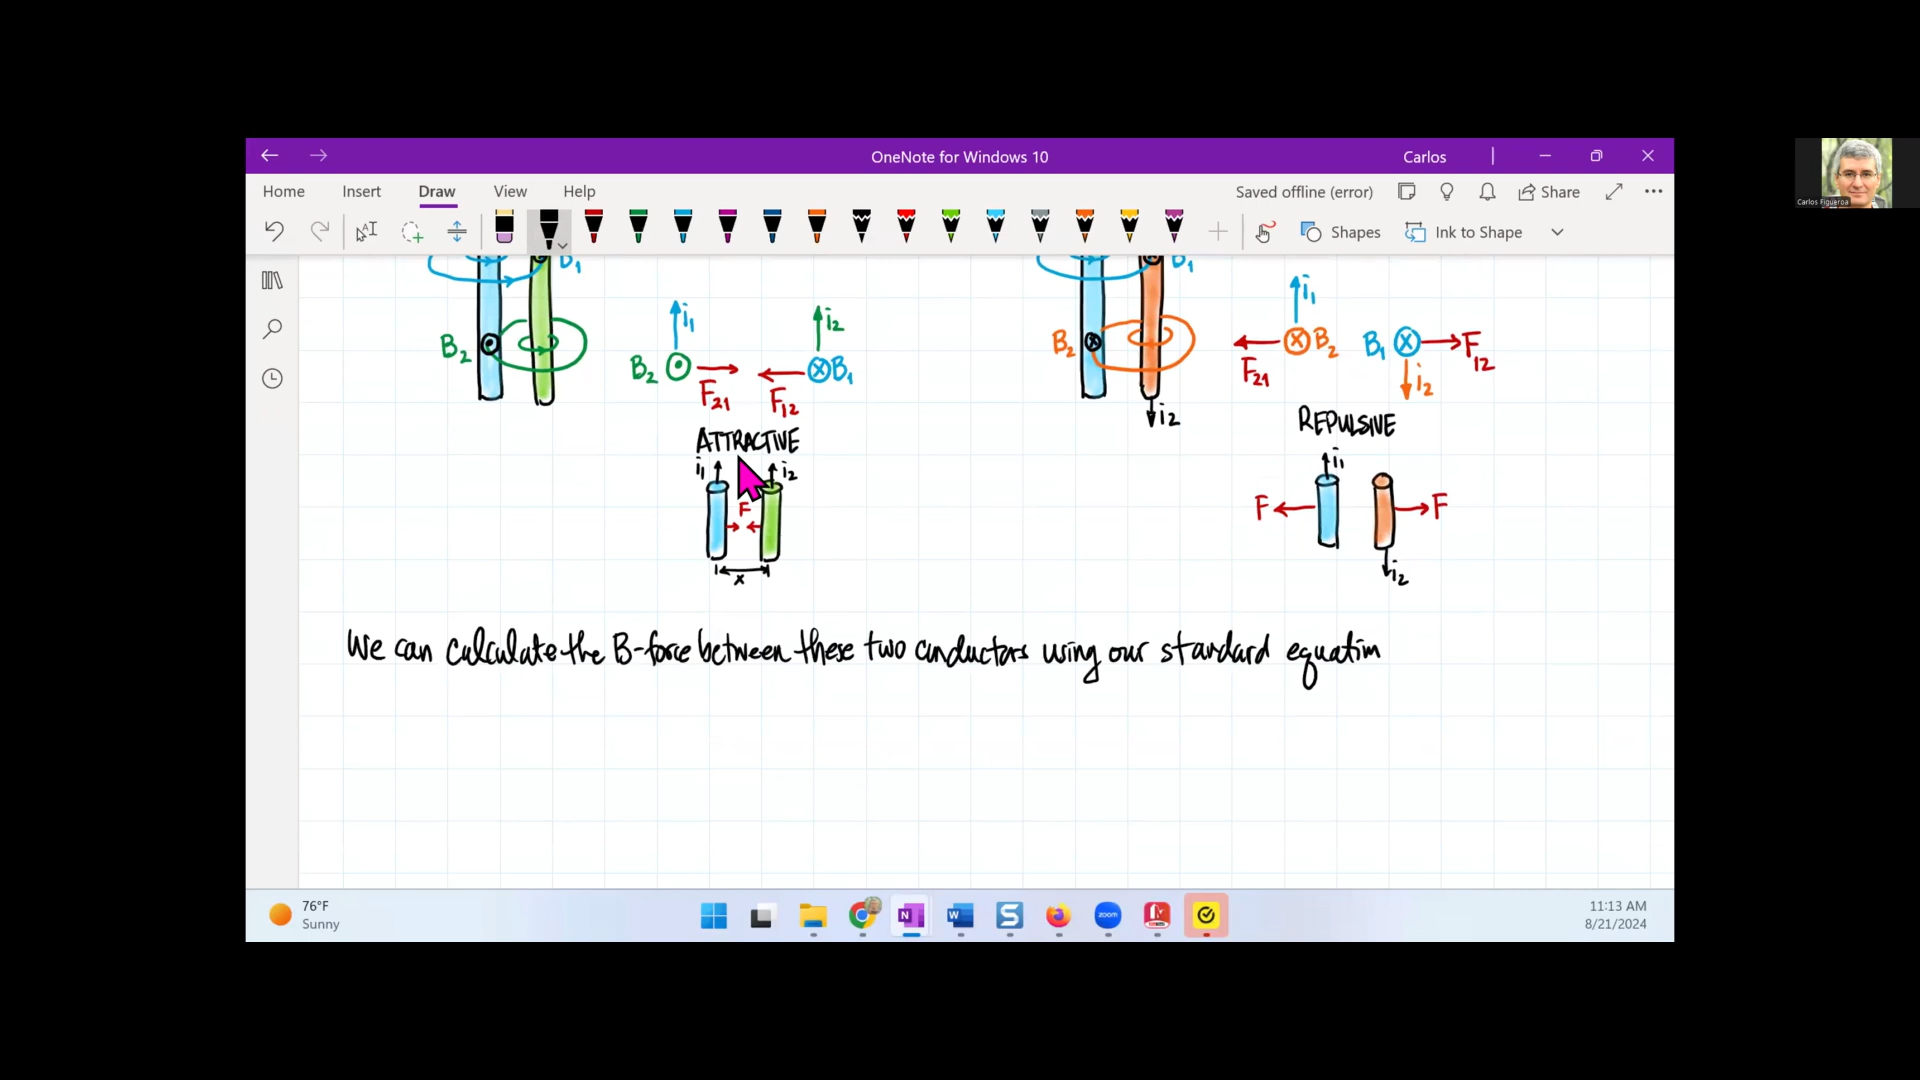 OneNote for Windows 10
Carlos
Home Insert Draw View Help
Saved offline (error)
Share
Shapes
Ink to Shape
Carlos Figueroa
B1
B1
i1
i2
B2
B2
F21
F12
B1
i1
B2
F21
B2
B1
F12
i2
i2
ATTRACTIVE
i1
i2
F
x
REPULSIVE
i1
F
F
i2
We can calculate the B-force between these two conductors using our standard equation
76°F
Sunny
zoom
11:13 AM
8/21/2024